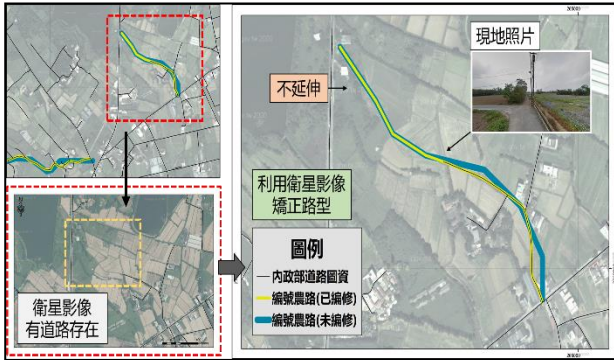 衛星影像
有道路存在
不延伸
現地照片
利用衛星影像
矯正路型
圖例
內政部道路圖資
編號農路(已編修)
編號農路(未編修)